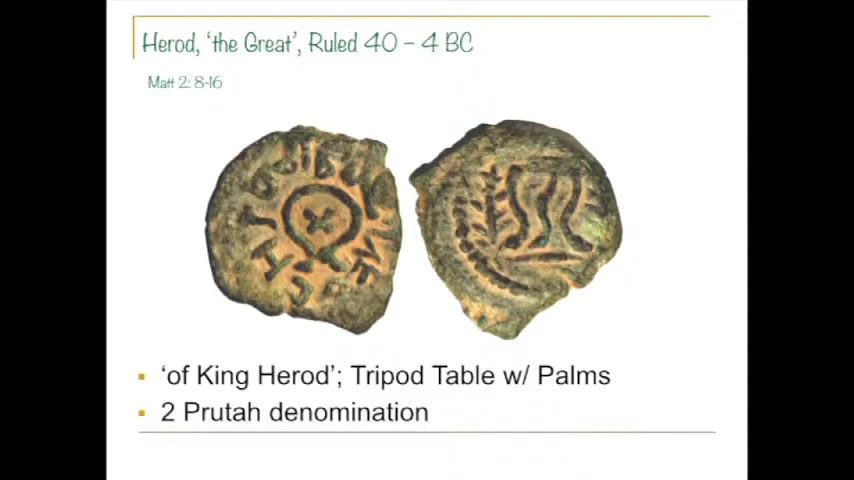 Herod, ‘the Great’, Ruled 40 – 4 BC
Matt 2: 8-16
‘of King Herod’; Tripod Table w/ Palms
2 Prutah denomination